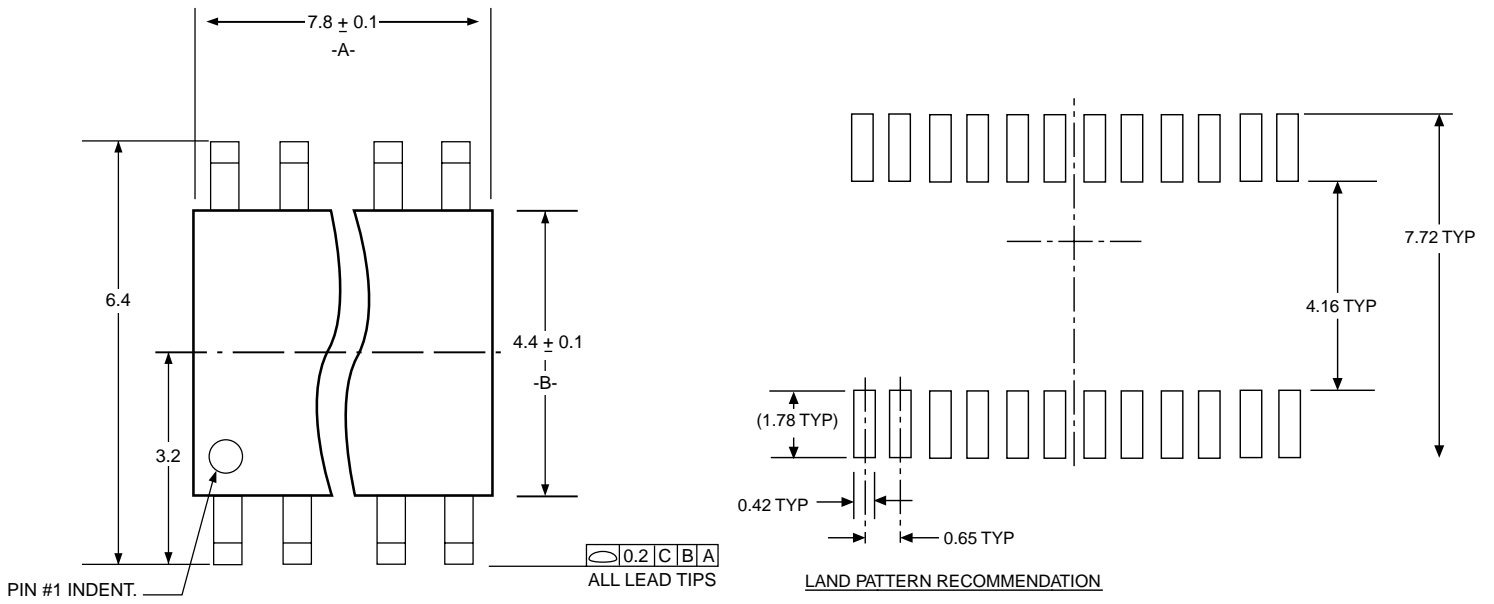 7.8 ± 0.1
-A-
6.4
3.2
4.4 ± 0.1
-B-
PIN #1 INDENT.
0.2 C B A
ALL LEAD TIPS
7.72 TYP
4.16 TYP
(1.78 TYP)
0.42 TYP
0.65 TYP
LAND PATTERN RECOMMENDATION